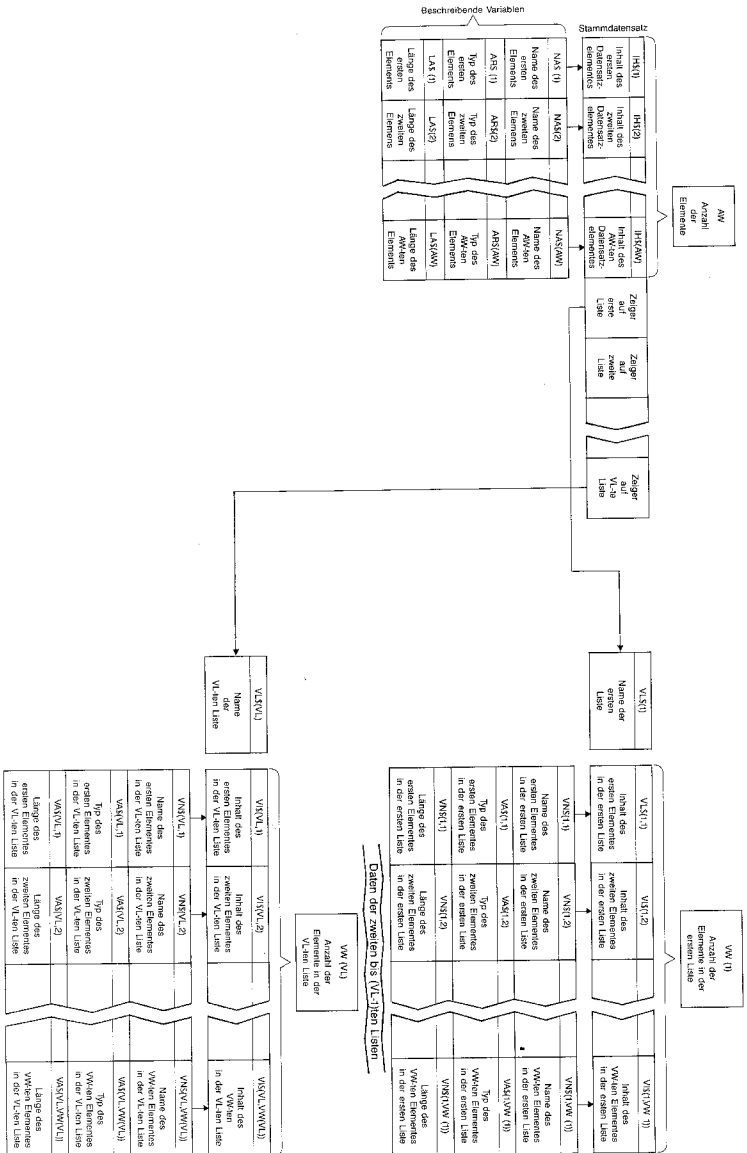 AW
Anzahl
der
Elemente
Stammdatensatz
IH$(1)
Inhalt des
ersten
Datensatz-
elementes
IH$(2)
Inhalt des
zweiten
Datensatz-
elementes
IH$(AW)
Inhalt des
AW-ten
Datensatz-
elementes
Zeiger
auf
erste
Liste
Zeiger
auf
zweite
Liste
Zeiger
auf
VL-te
Liste
Beschreibende Variablen
NA$ (1)
Name des
ersten
Elements
NA$(2)
Name des
zweiten
Elemens
NA$(AW)
Name des
AW-ten
Elements
AR$ (1)
Typ des
ersten
Elements
AR$(2)
Typ des
zweiten
Elemens
AR$(AW)
Typ des
AW-ten
Elements
LA$ (1)
Länge des
ersten
Elements
LA$(2)
Länge des
zweiten
Elemens
LA$(AW)
Länge des
AW-ten
Elements
VW (1)
Anzahl der
Elemente in der
ersten Liste
VL$(1)
Name der
ersten
Liste
VL$(1,1)
Inhalt des
ersten Elementes
in der ersten Liste
VI$(1,2)
Inhalt des
zweiten Elementes
in der ersten Liste
VI$(1,VW (1))
Inhalt des
VW-ten Elementes
in der ersten Liste
VN$(1,1)
Name des
ersten Elementes
in der ersten Liste
VN$(1,2)
Name des
zweiten Elementes
in der ersten Liste
VN$(1,VW (1))
Name des
VW-ten Elementes
in der ersten Liste
VA$(1,1)
Typ des
ersten Elementes
in der ersten Liste
VA$(1,2)
Typ des
zweiten Elementes
in der ersten Liste
VA$(1,VW (1))
Typ des
VW-ten Elementes
in der ersten Liste
VN$(1,1)
Länge des
ersten Elementes
in der ersten Liste
VN$(1,2)
Länge des
zweiten Elementes
in der ersten Liste
VN$(1,VW (1))
Länge des
VW-ten Elementes
in der ersten Liste
Daten der zweiten bis (VL-1)ten Listen
VW (VL)
Anzahl der
Elemente in der
VL-ten Liste
VL$(VL)
Name
der
VL-ten Liste
VI$(VL,1)
Inhalt des
ersten Elementes
in der VL-ten Liste
VI$(VL,2)
Inhalt des
zweiten Elementes
in der VL-ten Liste
VI$(VL,VW(VL))
Inhalt des
VW-ten
in der VL-ten Liste
VN$(VL,1)
Name des
ersten Elementes
in der VL-ten Liste
VN$(VL,2)
Name des
zweiten Elementes
in der VL-ten Liste
VN$(VL,VW(VL))
Name des
VW-ten Elementes
in der VL-ten Liste
VA$(VL,1)
Typ des
ersten Elementes
in der VL-ten Liste
VA$(VL,2)
Typ des
zweiten Elementes
in der VL-ten Liste
VA$(VL,VW(VL))
Typ des
VW-ten Elementes
in der VL-ten Liste
VA$(VL,1)
Länge des
ersten Elementes
in der VL-ten Liste
VA$(VL,2)
Länge des
zweiten Elementes
in der VL-ten Liste
VA$(VL,VW(VL))
Länge des
VW-ten Elementes
in der VL-ten Liste